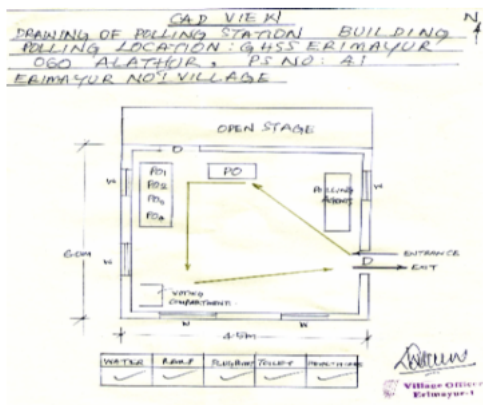 CAD VIEW
N
DRAWING OF POLLING STATION BUILDING
POLLING LOCATION: GHSS ERIMAYUR
060 ALATHUR, PS NO: 41
ERIMAYUR NO:1 VILLAGE
OPEN STAGE
D
PO1
PO2
PO3
PO4
PO
POLLING AGENTS
W
W
W
6.0M
ENTRANCE
D
EXIT
VOTING
COMPARTMENT
W
W
4.5M
WATER RAMP TOILET
Village Officer
Erimayur-I